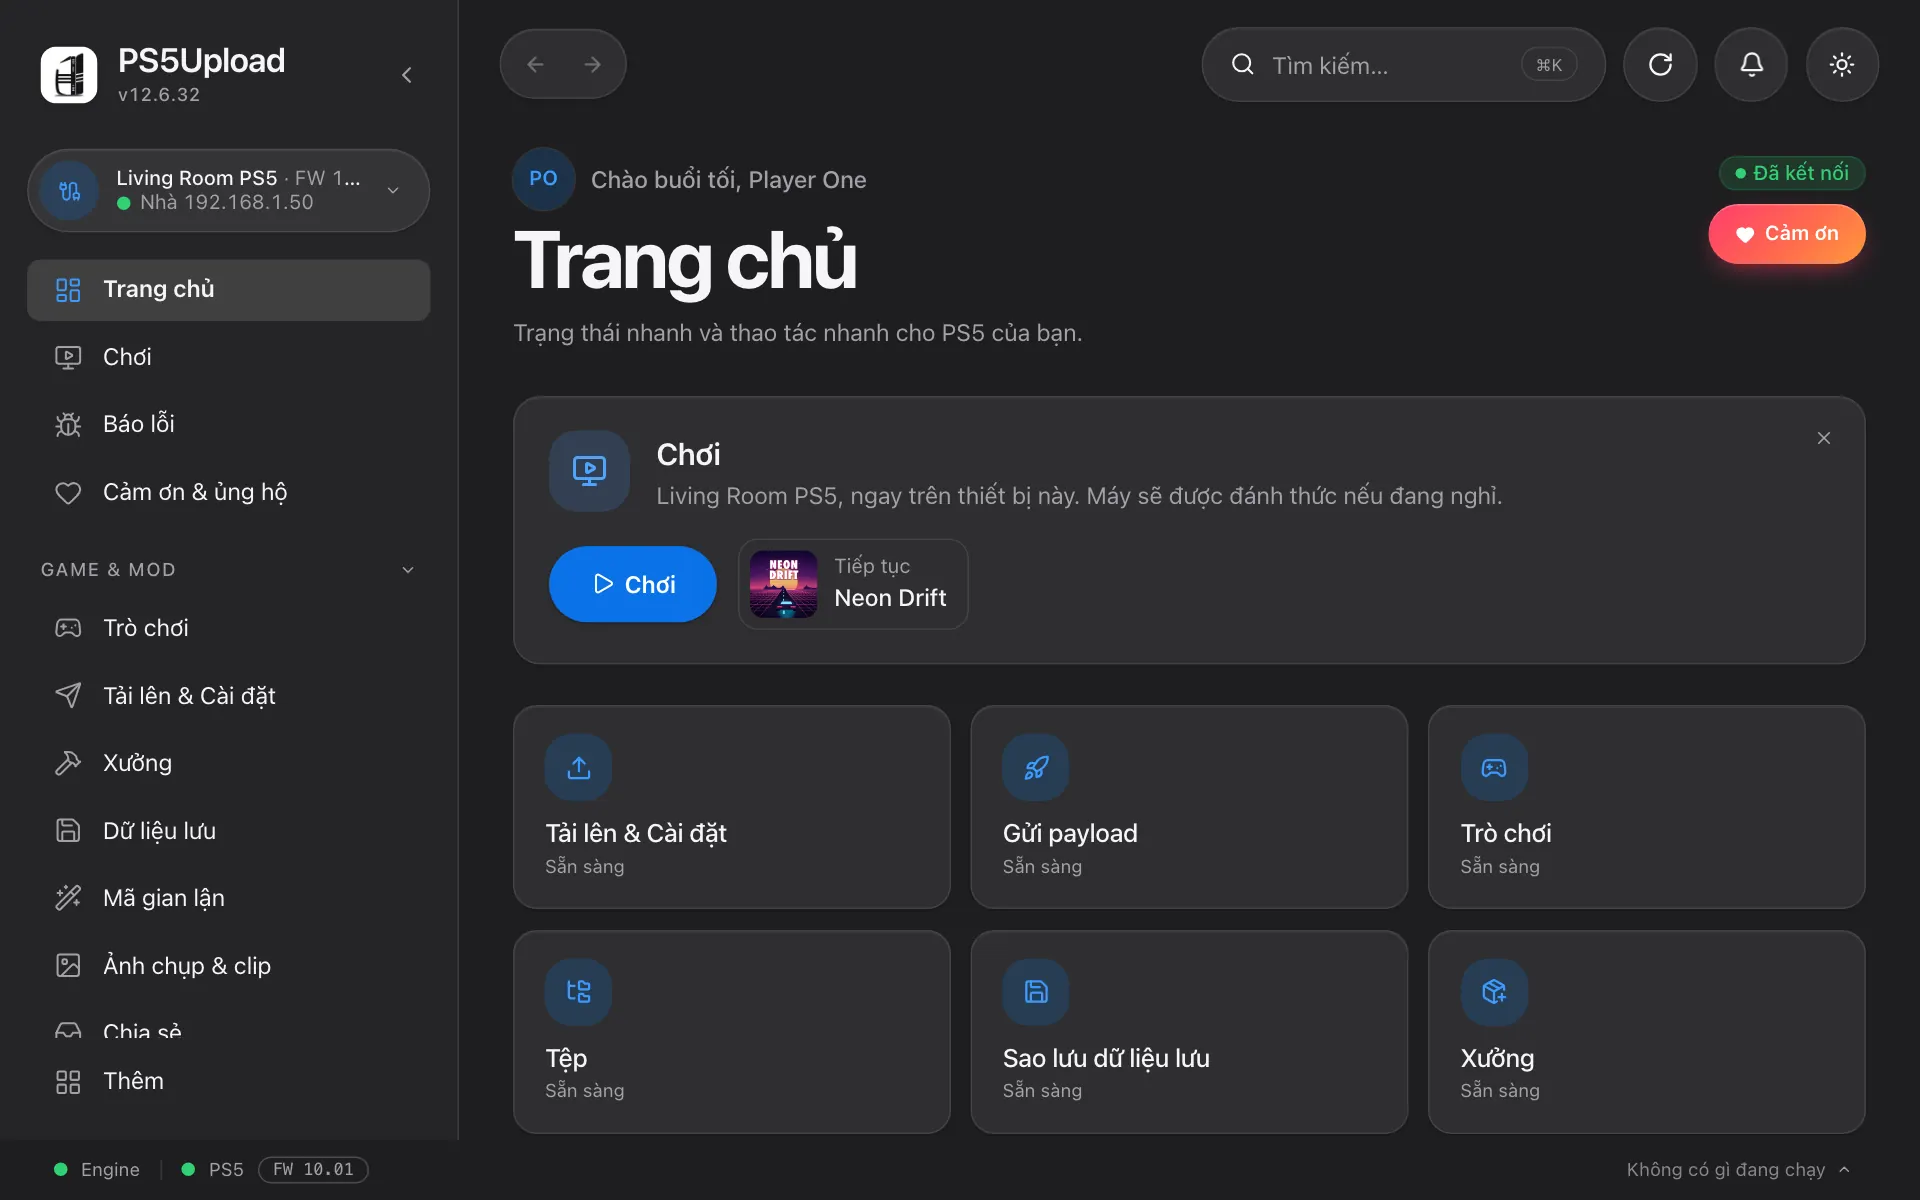 PS5Upload
v12.6.32
Living Room PS5 · FW 1...
Nhà 192.168.1.50
Trang chủ
Chơi
Báo lỗi
Cảm ơn & ủng hộ
GAME & MOD
Trò chơi
Tải lên & Cài đặt
Xưởng
Dữ liệu lưu
Mã gian lận
Ảnh chụp & clip
Chia sẻ
Thêm
Tìm kiếm...
⌘K
PO
Chào buổi tối, Player One
Đã kết nối
Cảm ơn
Trang chủ
Trạng thái nhanh và thao tác nhanh cho PS5 của bạn.
Chơi
Living Room PS5, ngay trên thiết bị này. Máy sẽ được đánh thức nếu đang nghỉ.
Chơi
NEON
DRIFT
Tiếp tục
Neon Drift
Tải lên & Cài đặt
Sẵn sàng
Gửi payload
Sẵn sàng
Trò chơi
Sẵn sàng
Tệp
Sẵn sàng
Sao lưu dữ liệu lưu
Sẵn sàng
Xưởng
Sẵn sàng
Engine
PS5
FW 10.01
Không có gì đang chạy